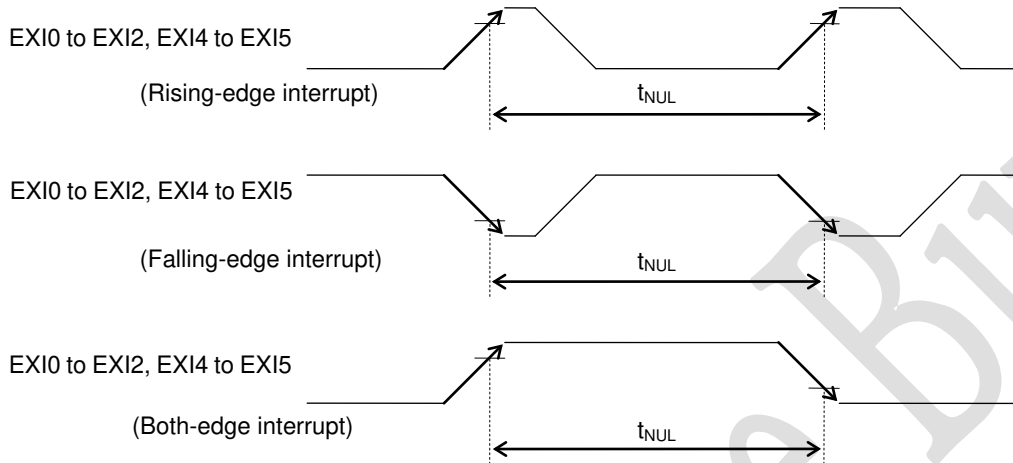 EXI0 to EXI2, EXI4 to EXI5
(Rising-edge interrupt)
tNUL
EXI0 to EXI2, EXI4 to EXI5
(Falling-edge interrupt)
tNUL
EXI0 to EXI2, EXI4 to EXI5
(Both-edge interrupt)
tNUL